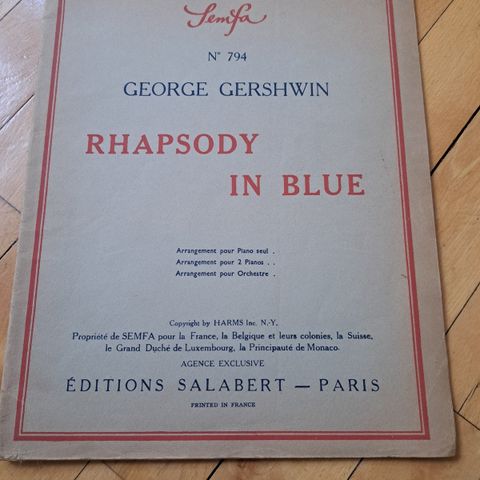 Semfa
N° 794
GEORGE GERSHWIN
RHAPSODY
IN BLUE
Arrangement pour Piano seul .
Arrangement pour 2 Pianos . .
Arrangement pour Orchestre .
Copyright by HARMS Inc. N.-Y.
Propriété de SEMFA pour la France, la Belgique et leurs colonies, la Suisse,
le Grand Duché de Luxembourg, la Principauté de Monaco.
AGENCE EXCLUSIVE
ÉDITIONS SALABERT — PARIS
PRINTED IN FRANCE